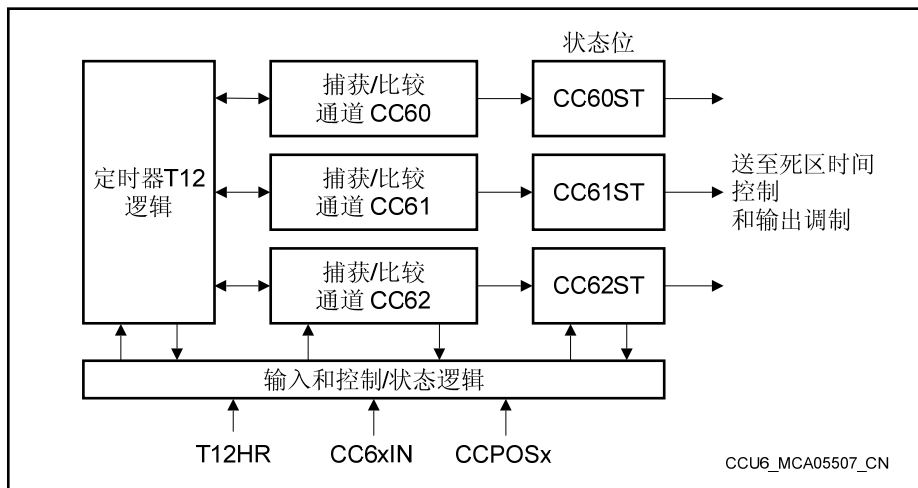 状态位
捕获/比较
通道 CC60
CC60ST
定时器T12
逻辑
捕获/比较
通道 CC61
CC61ST
送至死区时间
控制
和输出调制
捕获/比较
通道 CC62
CC62ST
输入和控制/状态逻辑
T12HR
CC6xIN
CCPOSx
CCU6_MCA05507_CN